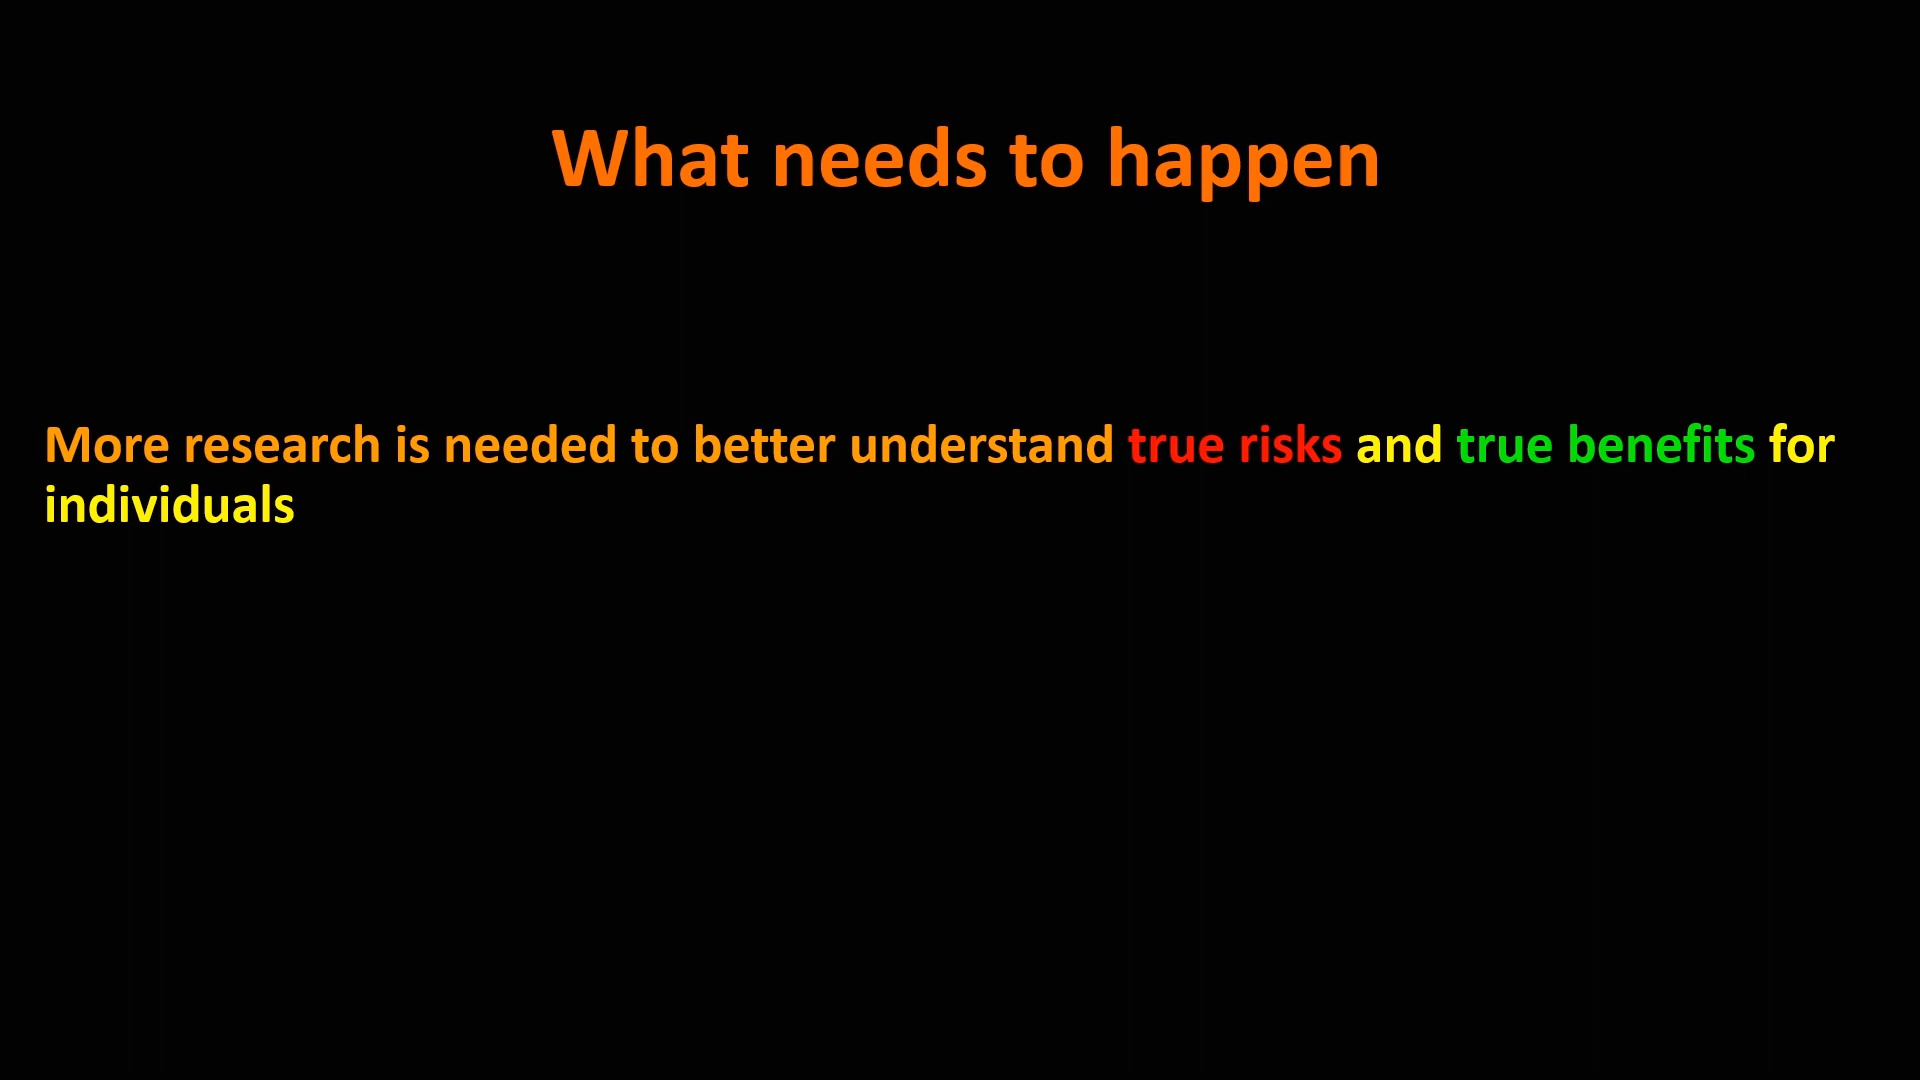 What needs to happen
More research is needed to better understand true risks and true benefits for
individuals